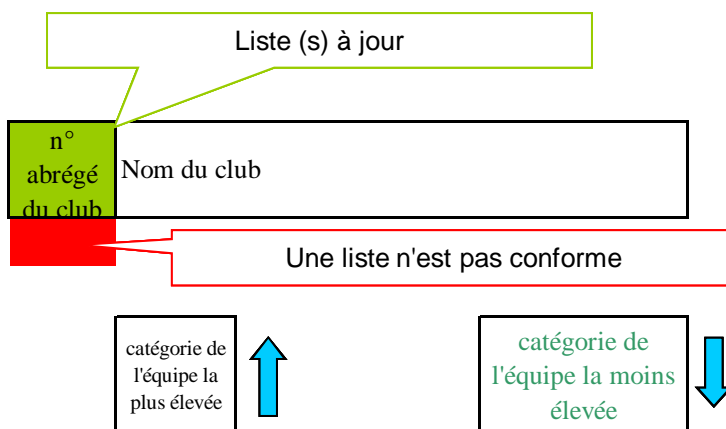 Liste (s) à jour
n°
abrégé
du club
Nom du club
Une liste n'est pas conforme
catégorie de
l'équipe la
plus élevée
catégorie de
l'équipe la moins
élevée